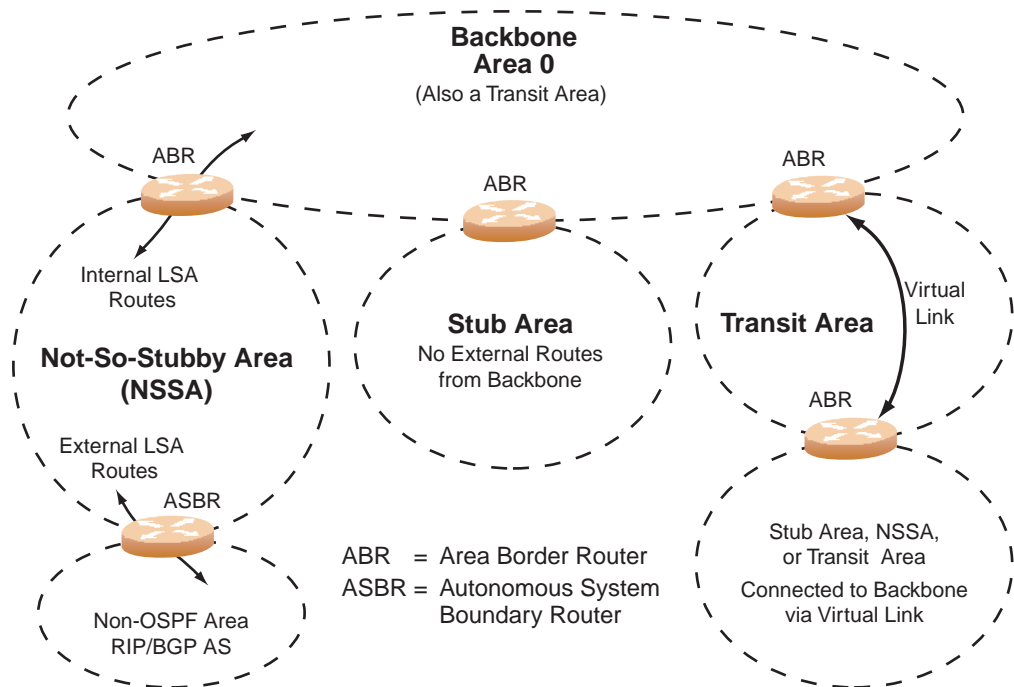 Backbone
Area 0
(Also a Transit Area)
ABR
ABR
ABR
Internal LSA
Routes
Not-So-Stubby Area
(NSSA)
External LSA
Routes
ASBR
Non-OSPF Area
RIP/BGP AS
Stub Area
No External Routes
from Backbone
Transit Area
Virtual
Link
ABR
Stub Area, NSSA,
or Transit Area
Connected to Backbone
via Virtual Link
ABR = Area Border Router
ASBR = Autonomous System
Boundary Router